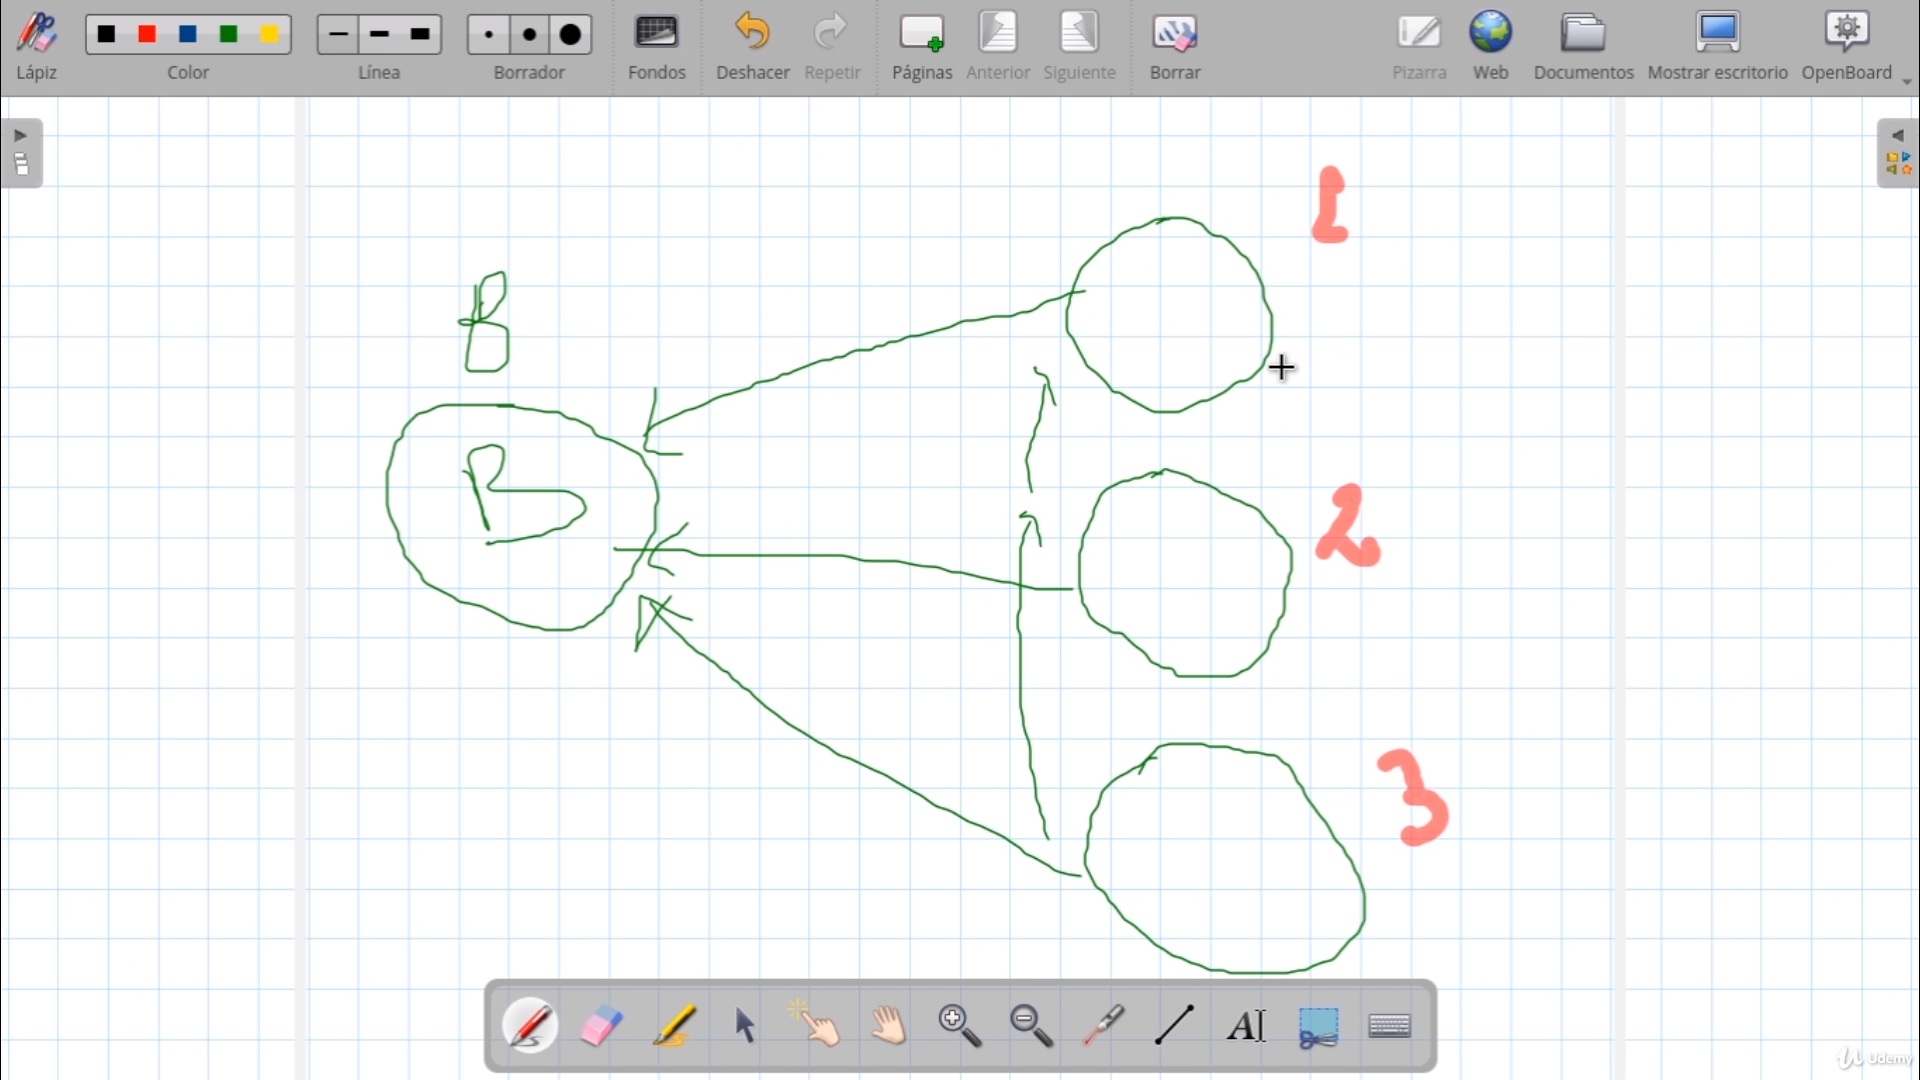 Lápiz Color Línea Borrador Fondos Deshacer Repetir Páginas Anterior Siguiente Borrar Pizarra Web Documentos Mostrar escritorio OpenBoard
1
B
B
2
3
AI
Udemy